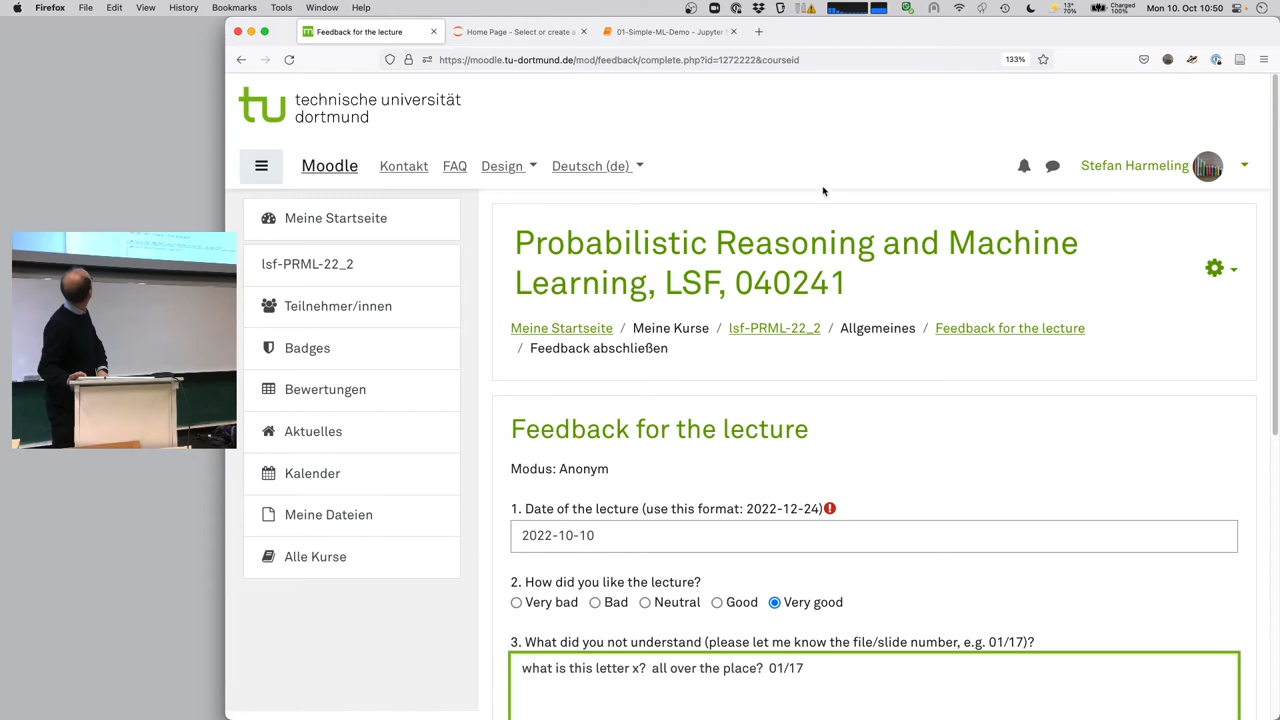 Firefox File Edit View History Bookmarks Tools Window Help
13° 70% Charged 100% Mon 10. Oct 10:50
Feedback for the lecture
Home Page - Select or create a
01-Simple-ML-Demo - Jupyter
https://moodle.tu-dortmund.de/mod/feedback/complete.php?id=1272222&courseid
133%
tu technische universität
dortmund
Moodle Kontakt FAQ Design Deutsch (de)
Stefan Harmeling
Meine Startseite
lsf-PRML-22_2
Teilnehmer/innen
Badges
Bewertungen
Aktuelles
Kalender
Meine Dateien
Alle Kurse
Probabilistic Reasoning and Machine
Learning, LSF, 040241
Meine Startseite / Meine Kurse / lsf-PRML-22_2 / Allgemeines / Feedback for the lecture
/ Feedback abschließen
Feedback for the lecture
Modus: Anonym
1. Date of the lecture (use this format: 2022-12-24)
2022-10-10
2. How did you like the lecture?
Very bad Bad Neutral Good Very good
3. What did you not understand (please let me know the file/slide number, e.g. 01/17)?
what is this letter x? all over the place? 01/17